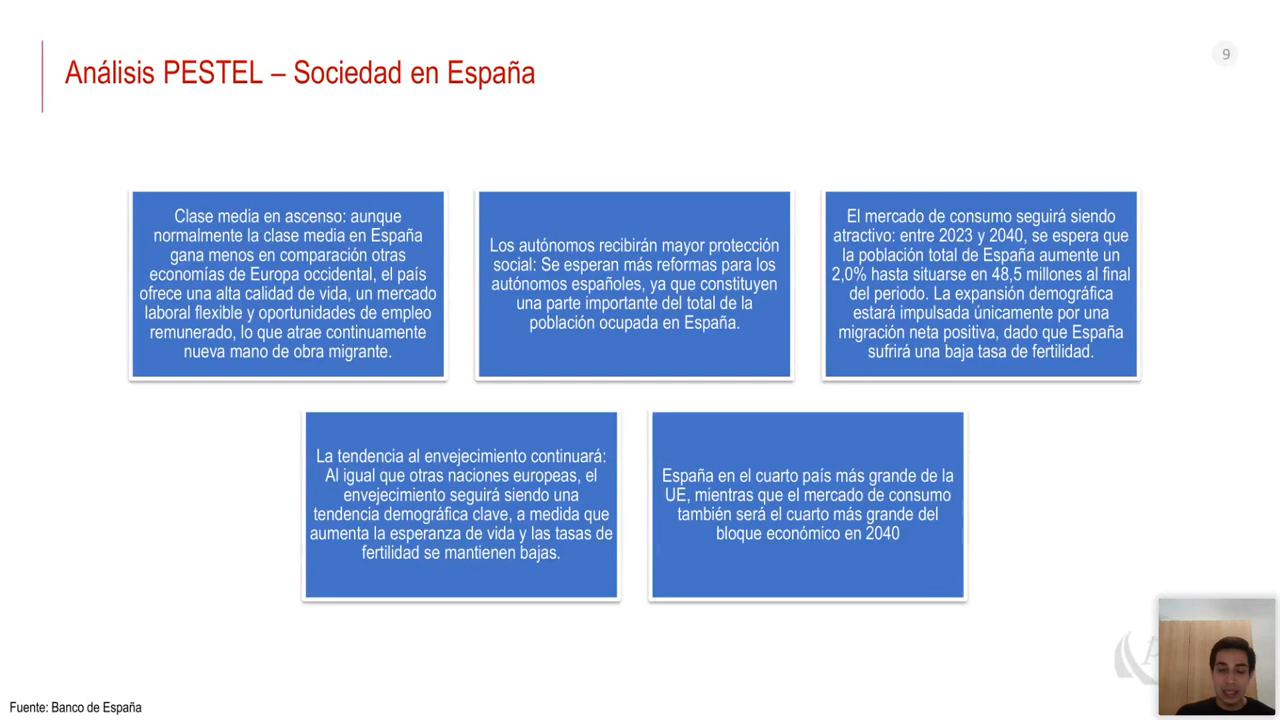 Análisis PESTEL – Sociedad en España
9
Clase media en ascenso: aunque
normalmente la clase media en España
gana menos en comparación otras
economías de Europa occidental, el país
ofrece una alta calidad de vida, un mercado
laboral flexible y oportunidades de empleo
remunerado, lo que atrae continuamente
nueva mano de obra migrante.
Los autónomos recibirán mayor protección
social: Se esperan más reformas para los
autónomos españoles, ya que constituyen
una parte importante del total de la
población ocupada en España.
El mercado de consumo seguirá siendo
atractivo: entre 2023 y 2040, se espera que
la población total de España aumente un
2,0% hasta situarse en 48,5 millones al final
del periodo. La expansión demográfica
estará impulsada únicamente por una
migración neta positiva, dado que España
sufrirá una baja tasa de fertilidad.
La tendencia al envejecimiento continuará:
Al igual que otras naciones europeas, el
envejecimiento seguirá siendo una
tendencia demográfica clave, a medida que
aumenta la esperanza de vida y las tasas de
fertilidad se mantienen bajas.
España en el cuarto país más grande de la
UE, mientras que el mercado de consumo
también será el cuarto más grande del
bloque económico en 2040
Fuente: Banco de España